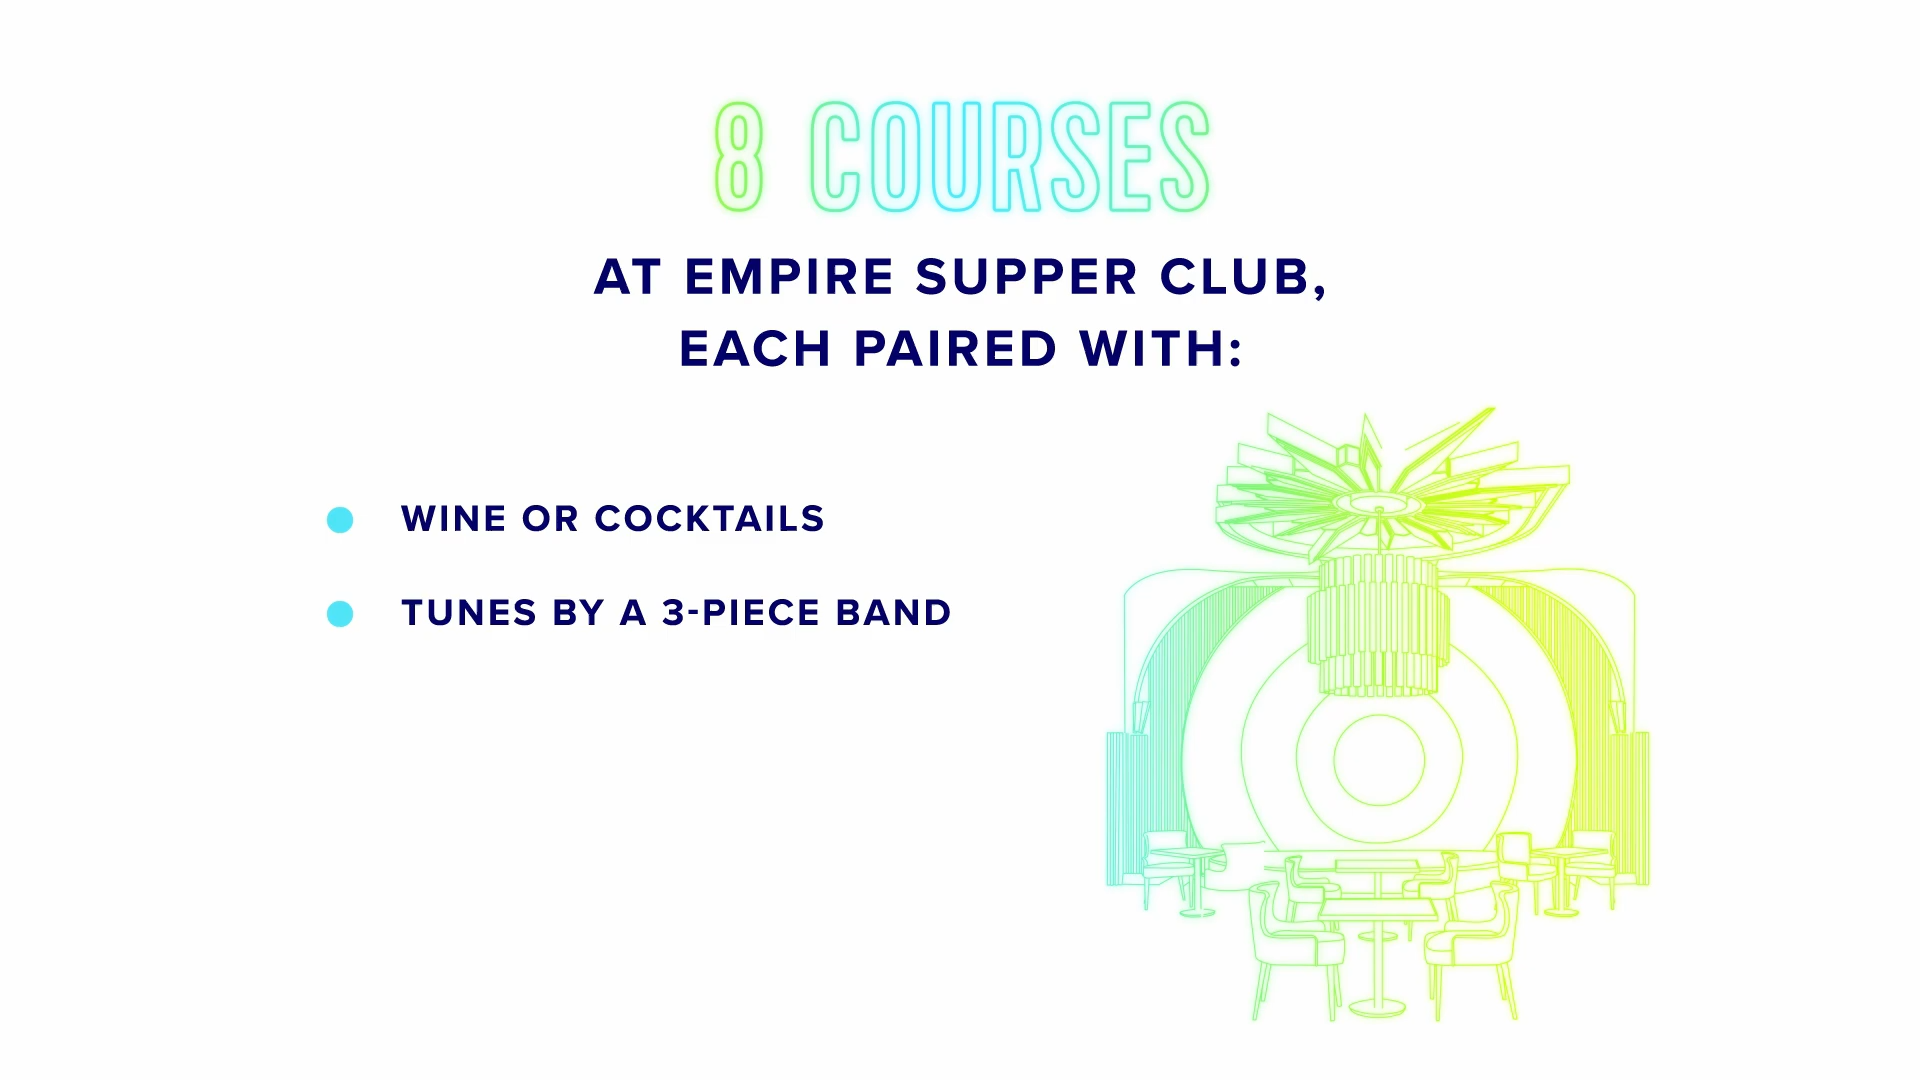 8 COURSES
AT EMPIRE SUPPER CLUB,
EACH PAIRED WITH:
WINE OR COCKTAILS
TUNES BY A 3-PIECE BAND